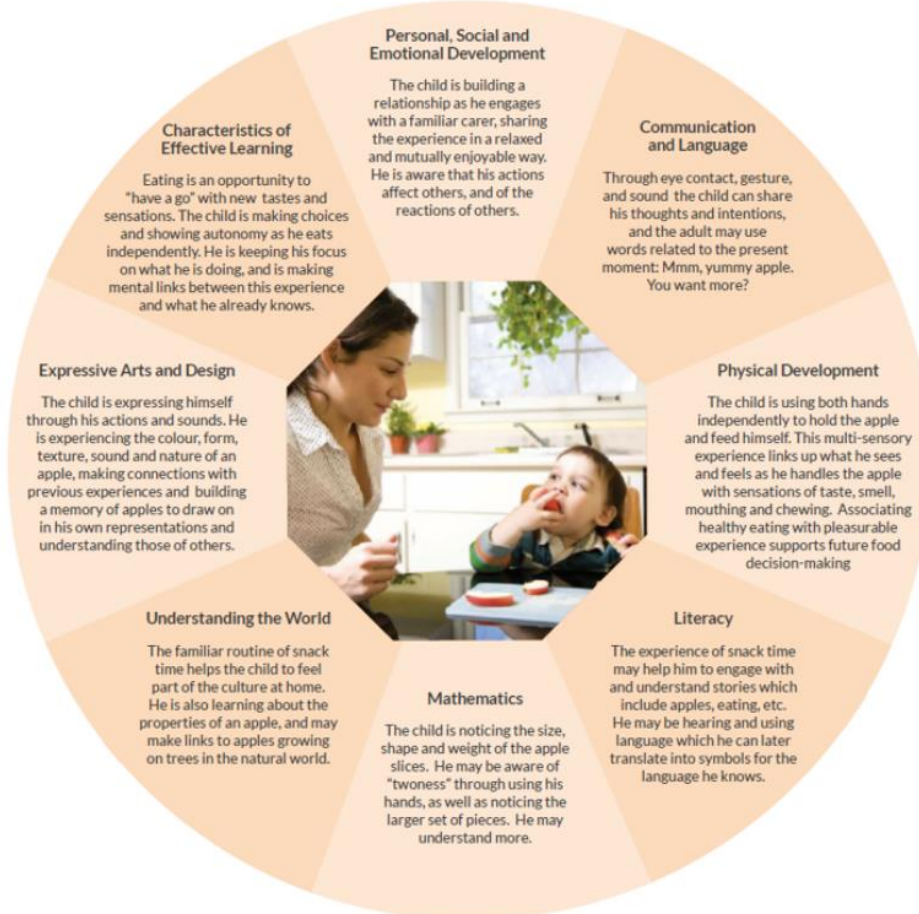 Personal, Social and
Emotional Development
The child is building a
relationship as he engages
with a familiar carer, sharing
the experience in a relaxed
and mutually enjoyable way.
He is aware that his actions
affect others, and of the
reactions of others.
Communication
and Language
Through eye contact, gesture,
and sound the child can share
his thoughts and intentions,
and the adult may use
words related to the present
moment: Mmm, yummy apple.
You want more?
Physical Development
The child is using both hands
independently to hold the apple
and feed himself. This multi-sensory
experience links up what he sees
and feels as he handles the apple
with sensations of taste, smell,
mouthing and chewing. Associating
healthy eating with pleasurable
experience supports future food
decision-making
Literacy
The experience of snack time
may help him to engage with
and understand stories which
include apples, eating, etc.
He may be hearing and using
language which he can later
translate into symbols for the
language he knows.
Mathematics
The child is noticing the size,
shape and weight of the apple
slices. He may be aware of
"twoness" through using his
hands, as well as noticing the
larger set of pieces. He may
understand more.
Understanding the World
The familiar routine of snack
time helps the child to feel
part of the culture at home.
He is also learning about the
properties of an apple, and may
make links to apples growing
on trees in the natural world.
Expressive Arts and Design
The child is expressing himself
through his actions and sounds. He
is experiencing the colour, form,
texture, sound and nature of an
apple, making connections with
previous experiences and building
a memory of apples to draw on
in his own representations and
understanding those of others.
Characteristics of
Effective Learning
Eating is an opportunity to
"have a go" with new tastes and
sensations. The child is making choices
and showing autonomy as he eats
independently. He is keeping his focus
on what he is doing, and is making
mental links between this experience
and what he already knows.